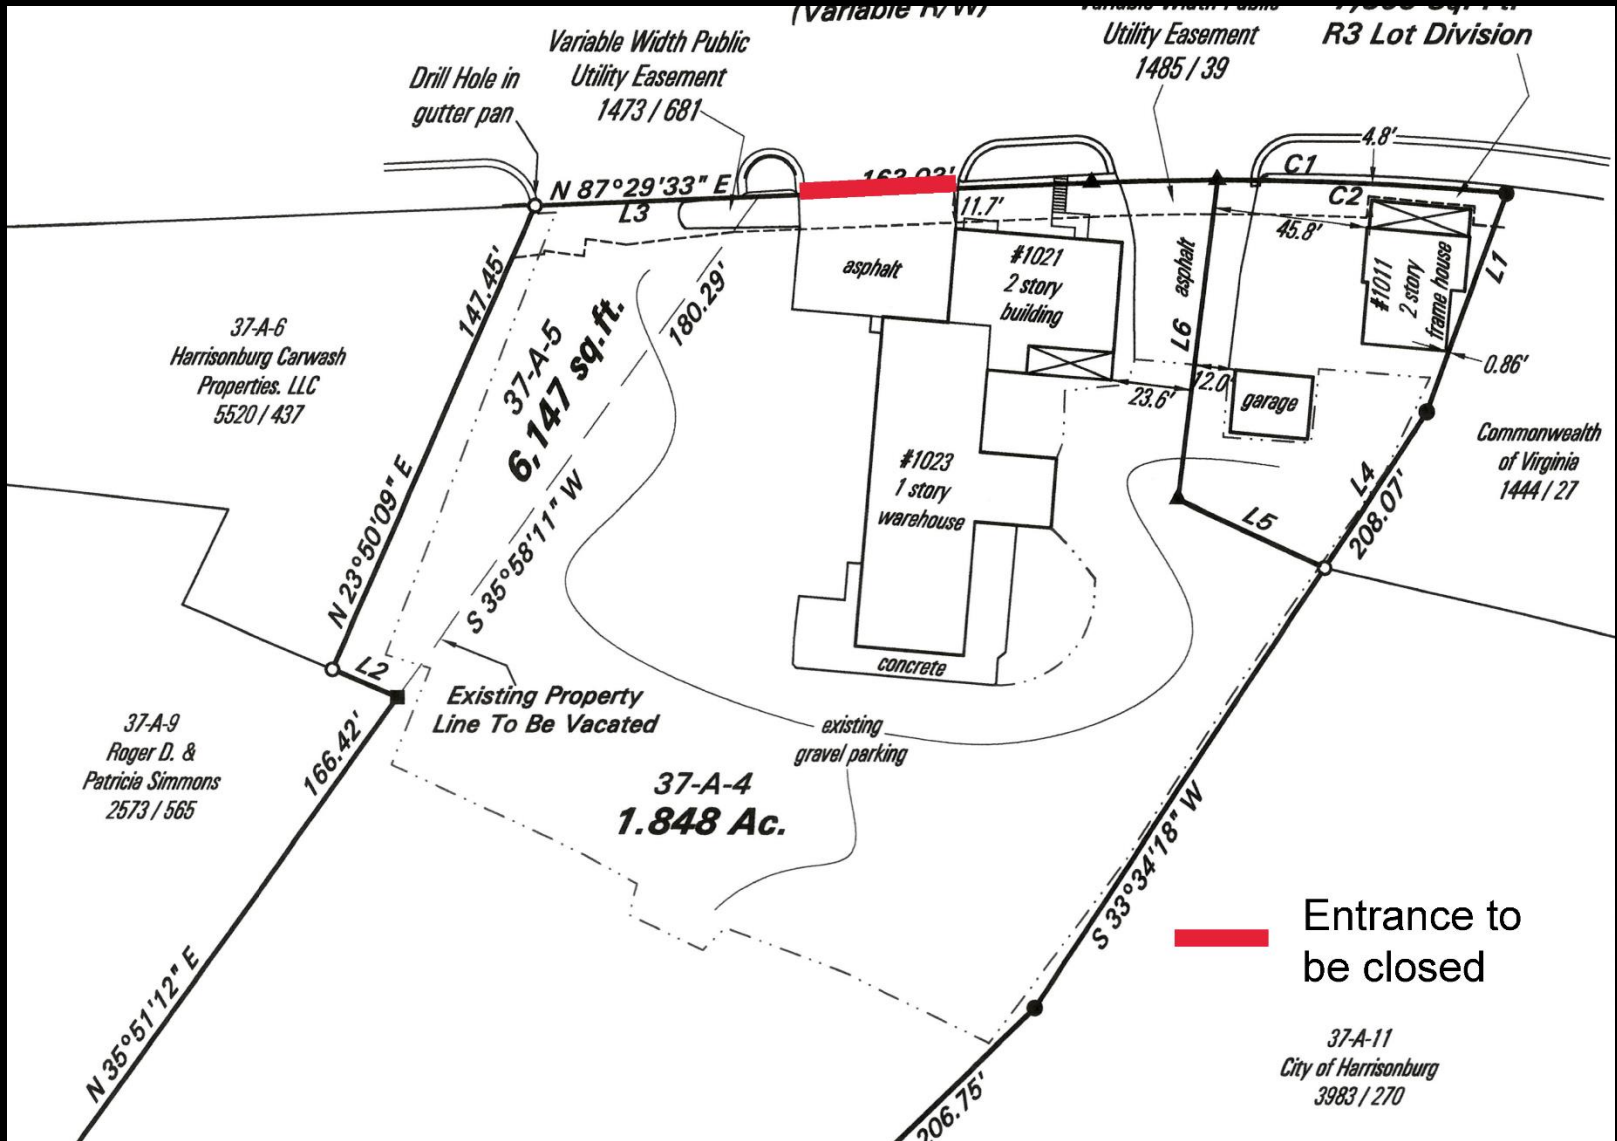 (Variable R/W)
Variable Width Public
Utility Easement
1473 / 681
Drill Hole in
gutter pan
Variable Width Public
Utility Easement
1485 / 39
R3 Lot Division
4.8'
C1
C2
N 87°29'33" E
163.03'
L3
11.7'
45.8'
asphalt
#1021
2 story
building
asphalt
#1011
2 story
frame house
L1
147.45'
180.29'
37-A-6
Harrisonburg Carwash
Properties. LLC
5520 / 437
37-A-5
6,147 sq.ft.
L6
0.86'
23.6'
12.0'
garage
Commonwealth
of Virginia
1444 / 27
N 23°50'09" E
S 35°58'11" W
#1023
1 story
warehouse
L4
208.07'
L5
concrete
L2
Existing Property
Line To Be Vacated
existing
gravel parking
37-A-9
Roger D. &
Patricia Simmons
2573 / 565
166.42'
37-A-4
1.848 Ac.
S 33°34'18" W
Entrance to
be closed
N 35°51'12" E
37-A-11
City of Harrisonburg
3983 / 270
206.75'